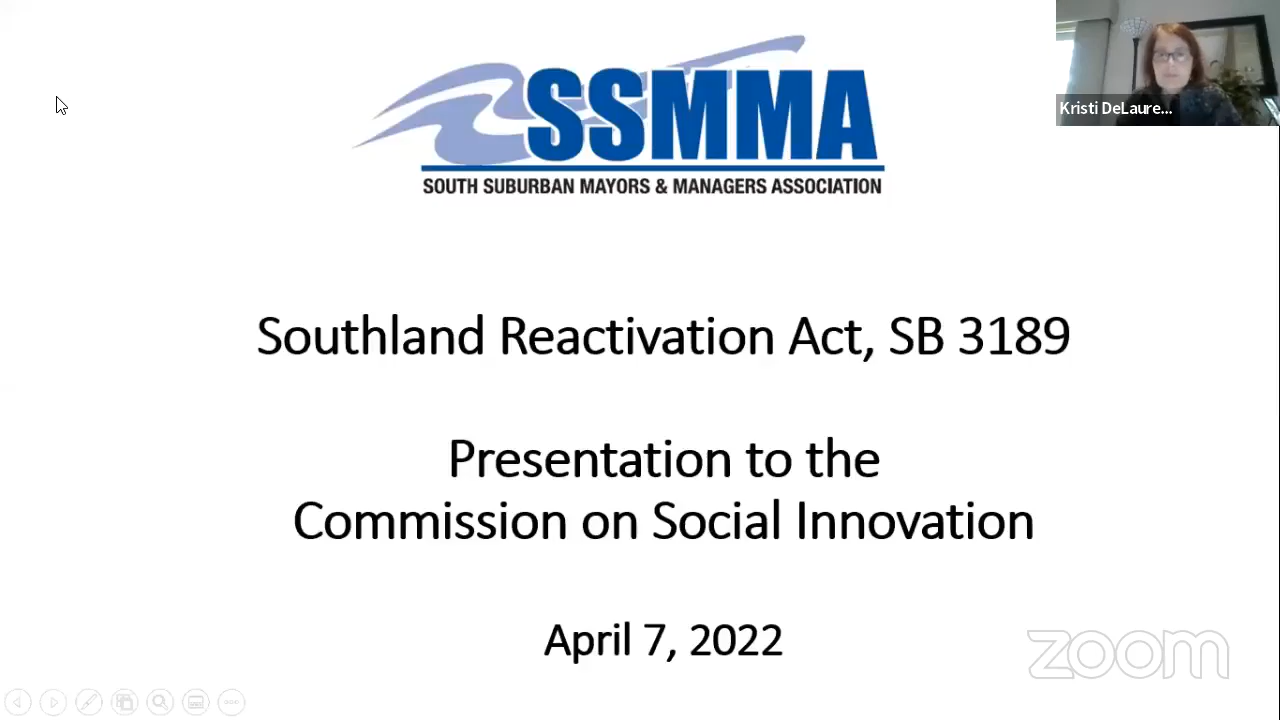 SSMMA
SOUTH SUBURBAN MAYORS & MANAGERS ASSOCIATION
Kristi DeLaure...
Southland Reactivation Act, SB 3189
Presentation to the
Commission on Social Innovation
April 7, 2022
zoom